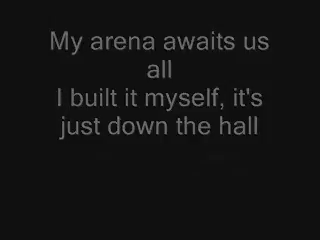 My arena awaits us
all
I built it myself, it's
just down the hall